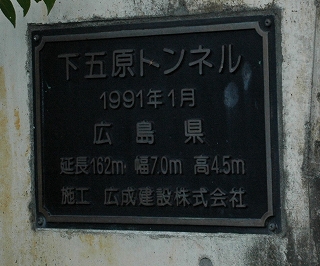 下五原トンネル
1991年1月
広島県
延長162m 幅7.0m 高4.5m
施工 広成建設株式会社